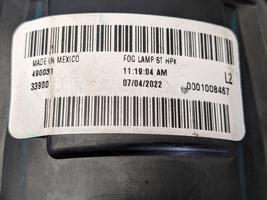 MADE IN MEXICO FOG LAMP ST HPK
490031 11:19:04 AM L2
33900 07/04/2022 0001008467